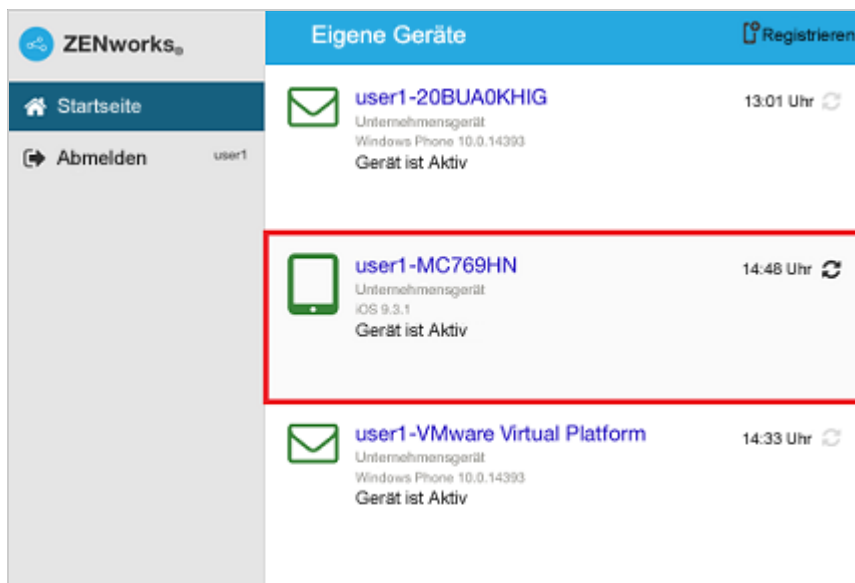 ZENworks®
Eigene Geräte
Registrieren
Startseite
Abmelden user1
user1-20BUA0KHIG 13:01 Uhr
Unternehmensgerät
Windows Phone 10.0.14393
Gerät ist Aktiv
user1-MC769HN 14:48 Uhr
Unternehmensgerät
iOS 9.3.1
Gerät ist Aktiv
user1-VMware Virtual Platform 14:33 Uhr
Unternehmensgerät
Windows Phone 10.0.14393
Gerät ist Aktiv